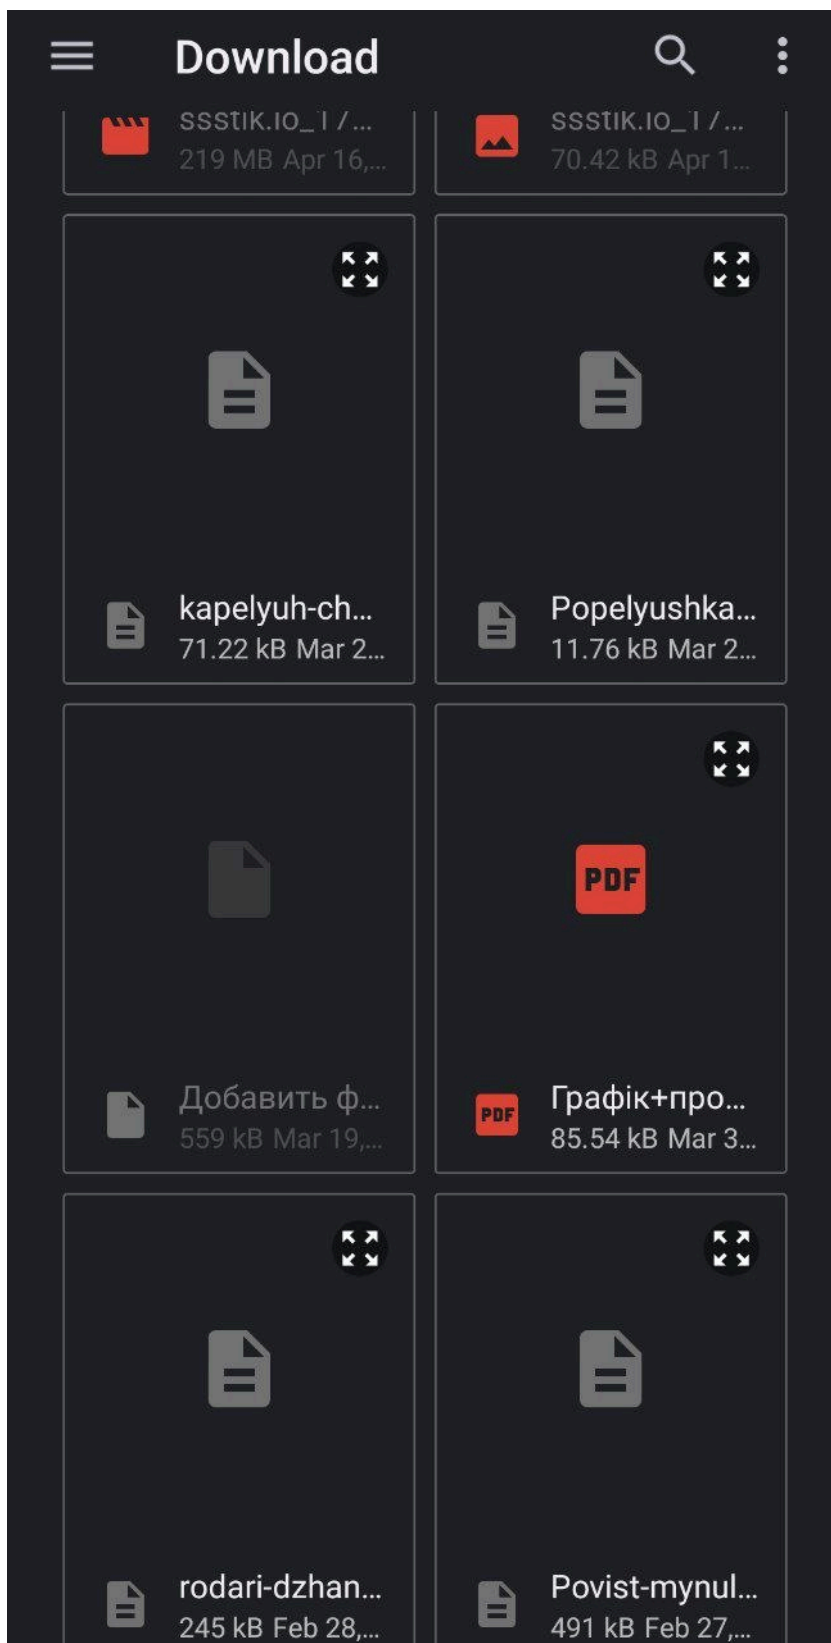 Download
ssstik.io_17...
219 MB Apr 16,...
ssstik.io_17...
70.42 kB Apr 1...
kapelyuh-ch...
71.22 kB Mar 2...
Popelyushka...
11.76 kB Mar 2...
PDF
Добавить ф...
559 kB Mar 19,...
PDF
Графік+про...
85.54 kB Mar 3...
rodari-dzhan...
245 kB Feb 28,...
Povist-mynul...
491 kB Feb 27,...